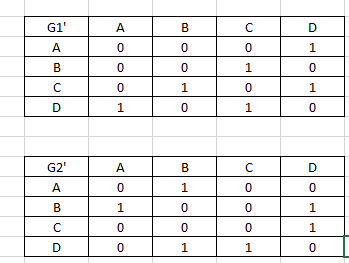 G1' A B C D
A 0 0 0 1
B 0 0 1 0
C 0 1 0 1
D 1 0 1 0
G2' A B C D
A 0 1 0 0
B 1 0 0 1
C 0 0 0 1
D 0 1 1 0